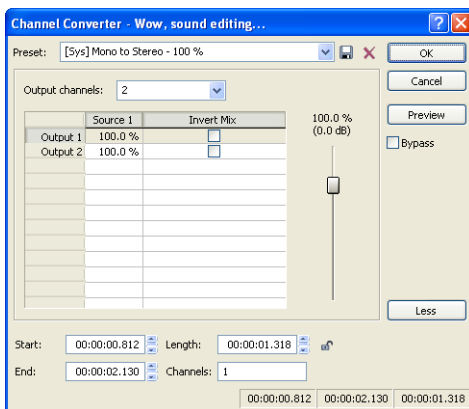 Channel Converter - Wow, sound editing...
Preset: [Sys] Mono to Stereo - 100 %
OK
Cancel
Output channels: 2
Preview
Source 1 Invert Mix
100.0 %
(0.0 dB)
Bypass
Output 1 100.0 %
Output 2 100.0 %
Less
Start: 00:00:00.812 Length: 00:00:01.318
End: 00:00:02.130 Channels: 1
00:00:00.812 00:00:02.130 00:00:01.318